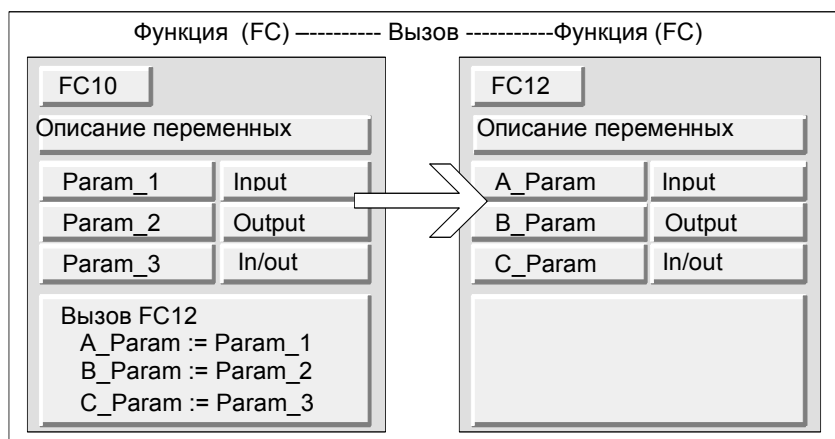 Функция (FC) ----------- Вызов -----------Функция (FC)
FC10
Описание переменных
Param_1 Input
Param_2 Output
Param_3 In/out
Вызов FC12
A_Param := Param_1
B_Param := Param_2
C_Param := Param_3
FC12
Описание переменных
A_Param Input
B_Param Output
C_Param In/out